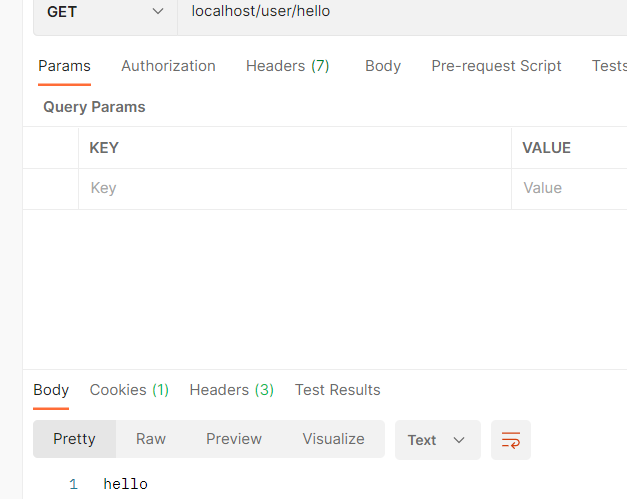 GET localhost/user/hello
Params Authorization Headers (7) Body Pre-request Script Tests
Query Params
KEY VALUE
Key Value
Body Cookies (1) Headers (3) Test Results
Pretty Raw Preview Visualize Text
1 hello